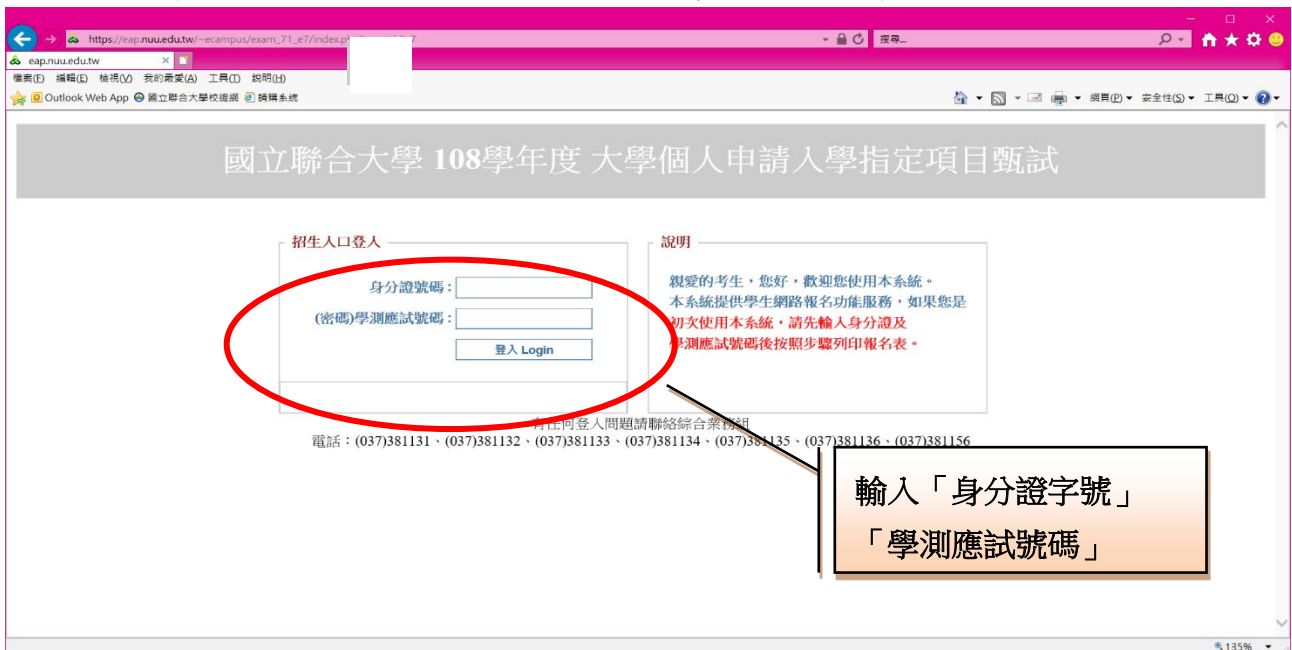 https://eap.nuu.edu.tw/~ecampus/exam_71_e7/index.p
搜尋...
eap.nuu.edu.tw
檔案(F) 編輯(E) 檢視(V) 我的最愛(A) 工具(T) 說明(H)
Outlook Web App 國立聯合大學校總網 請購系統
網頁(P) 安全性(S) 工具(O)
國立聯合大學 108學年度 大學個人申請入學指定項目甄試
招生入口登入
身分證號碼：
(密碼)學測應試號碼：
登入 Login
說明
親愛的考生，您好，歡迎您使用本系統。
本系統提供學生網路報名功能服務，如果您是
初次使用本系統，請先輸入身分證及
學測應試號碼後按照步驟列印報名表。
有任何登入問題請聯絡綜合業務組
電話：(037)381131、(037)381132、(037)381133、(037)381134、(037)381135、(037)381136、(037)381156
輸入「身分證字號」
「學測應試號碼」
135%